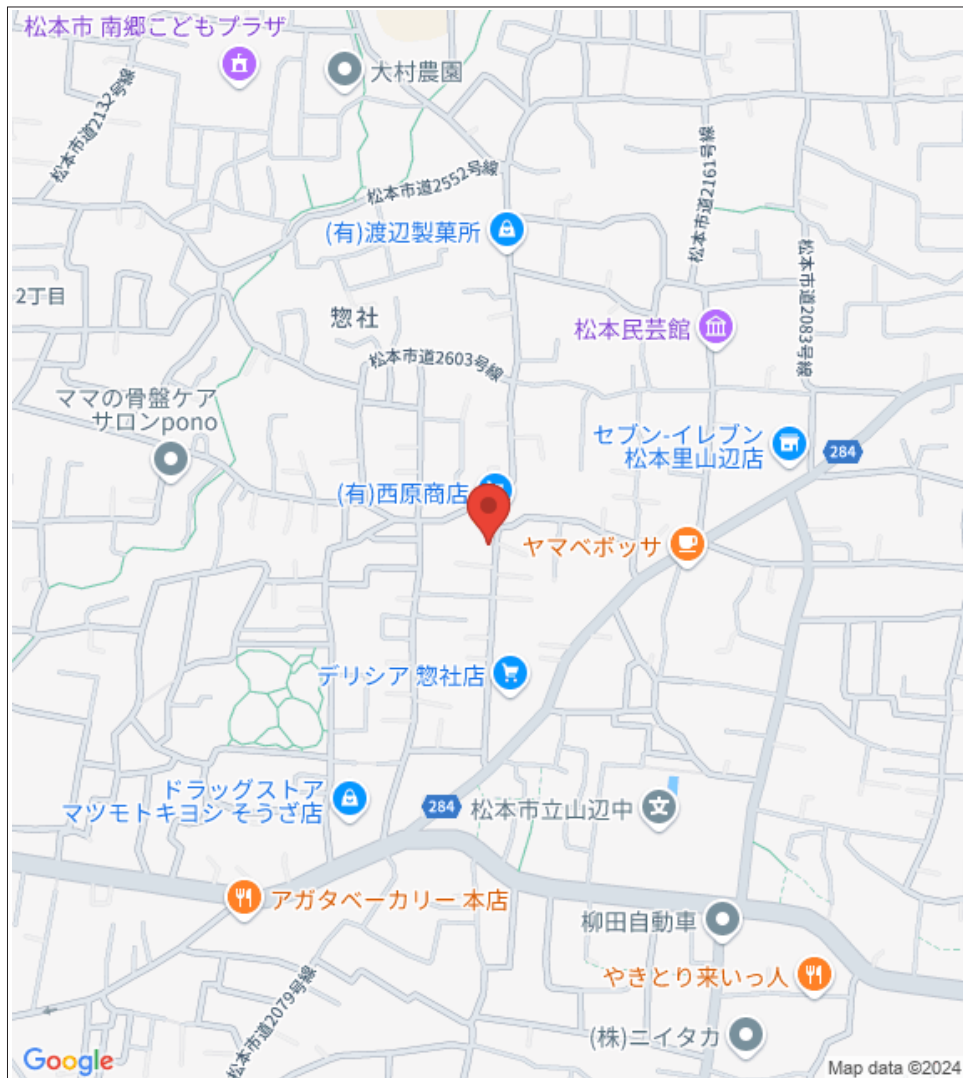 松本市 南郷こどもプラザ
大村農園
松本市道2132号線
松本市道2552号線
松本市道2161号線
(有)渡辺製菓所
松本市道2083号線
2丁目
惣社
松本民芸館
松本市道2603号線
ママの骨盤ケア
サロンpono
セブン-イレブン
松本里山辺店
284
(有)西原商店
ヤマベボッサ
デリシア 惣社店
ドラッグストア
マツモトキヨシ そうざ店
284
松本市立山辺中
文
アガタベーカリー 本店
柳田自動車
やきとり来いっ人
松本市道2079号線
(株)ニイタカ
Google
Map data ©2024